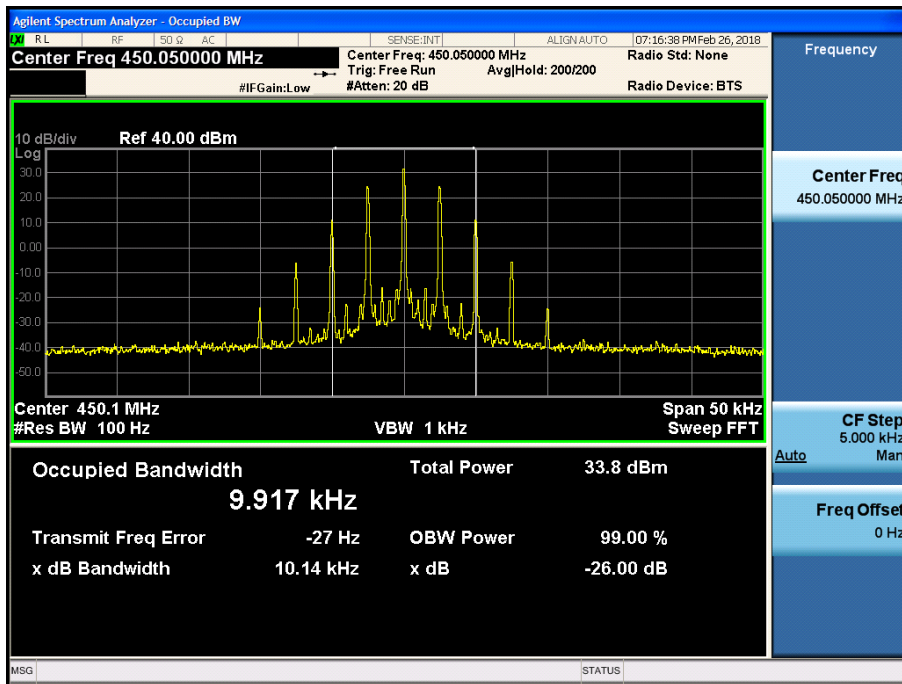 Agilent Spectrum Analyzer - Occupied BW
LXI RL RF 50 Ω AC SENSE:INT ALIGN AUTO 07:16:38 PM Feb 26, 2018
Center Freq 450.050000 MHz
Center Freq: 450.050000 MHz Radio Std: None
Trig: Free Run Avg|Hold: 200/200
#IFGain:Low #Atten: 20 dB Radio Device: BTS
10 dB/div Ref 40.00 dBm
Log
30.0
20.0
10.0
0.00
-10.0
-20.0
-30.0
-40.0
-50.0
Center 450.1 MHz Span 50 kHz
#Res BW 100 Hz VBW 1 kHz Sweep FFT
Occupied Bandwidth Total Power 33.8 dBm
9.917 kHz
Transmit Freq Error -27 Hz OBW Power 99.00 %
x dB Bandwidth 10.14 kHz x dB -26.00 dB
Frequency
Center Freq
450.050000 MHz
CF Step
5.000 kHz
Auto Man
Freq Offset
0 Hz
MSG STATUS